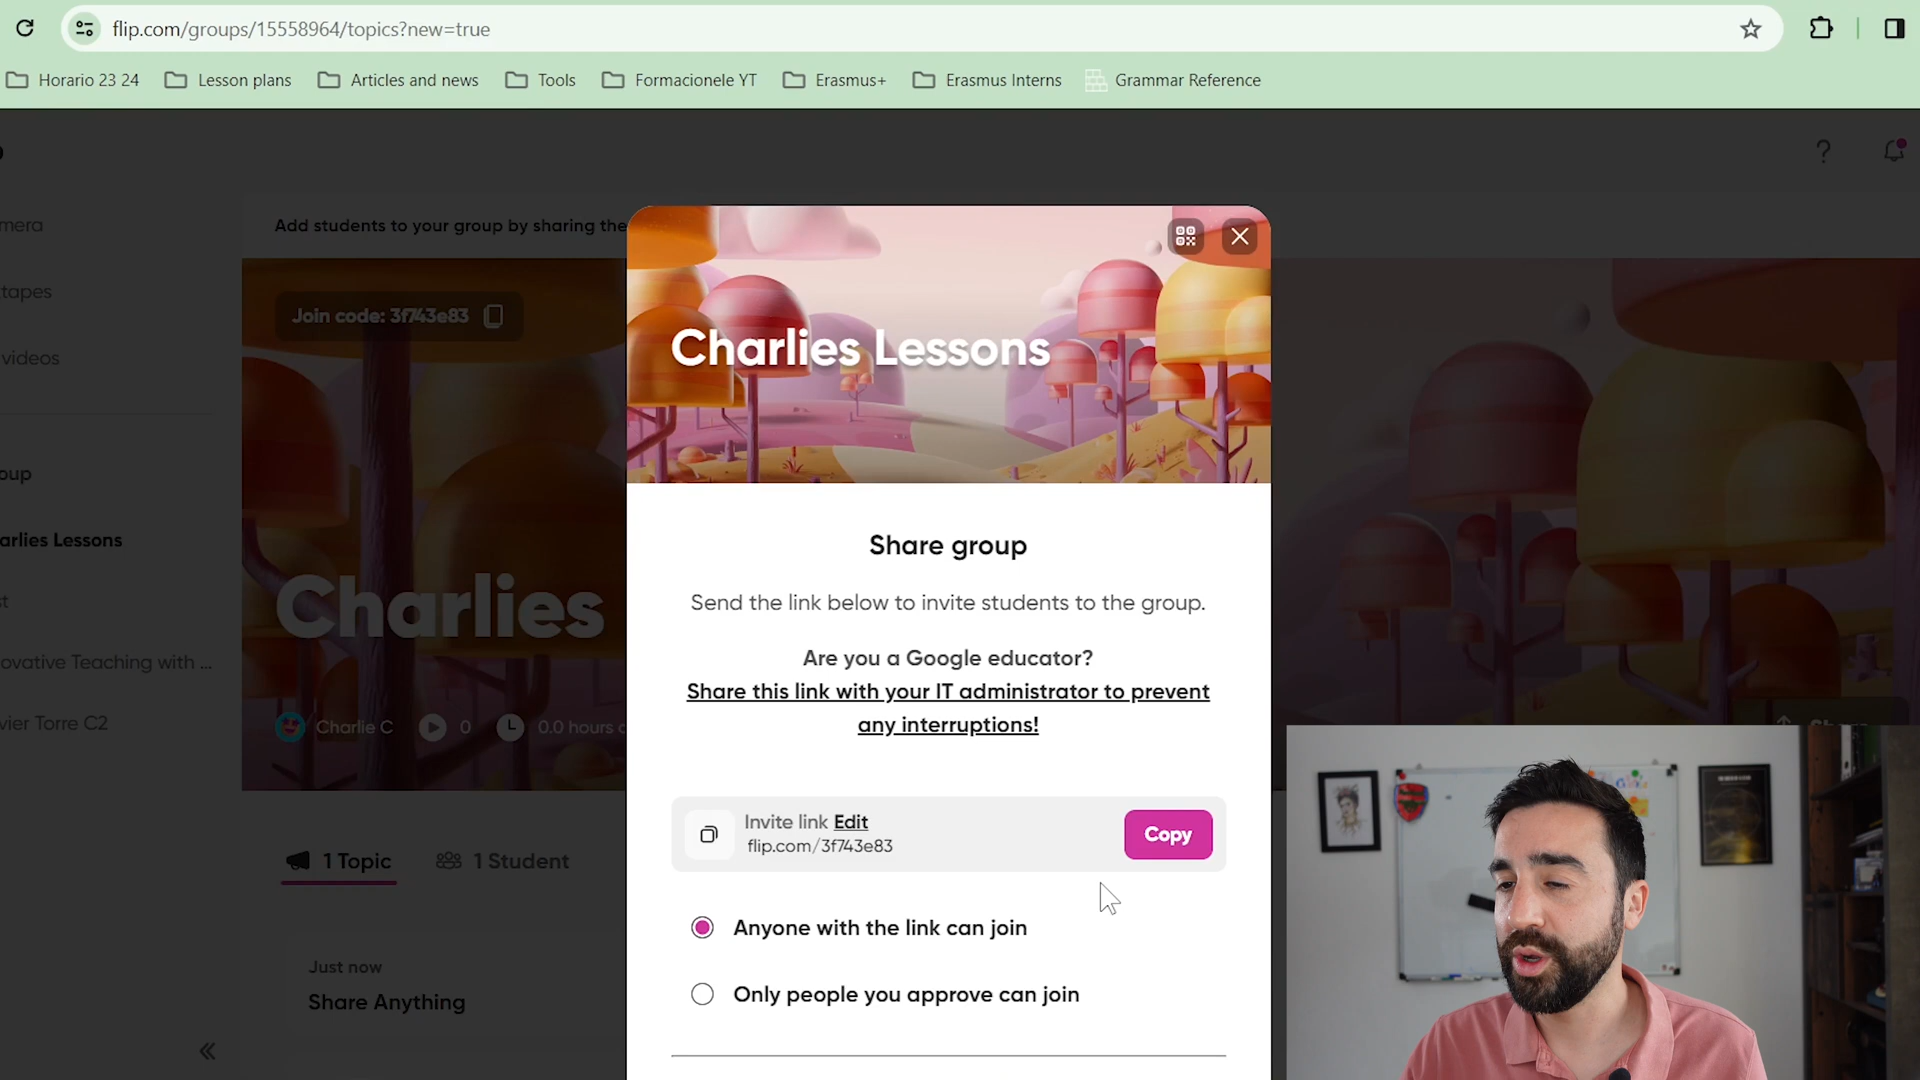 flip.com/groups/15558964/topics?new=true
Horario 23 24
Lesson plans
Articles and news
Tools
Formacionele YT
Erasmus+
Erasmus Interns
Grammar Reference
mera
Add students to your group by sharing the
tapes
Join code: 3f743e83
videos
oup
arlies Lessons
Charlies
st
ovative Teaching with ...
vier Torre C2
Charlie C
0
0.0 hours
1 Topic
1 Student
Just now
Share Anything
Charlies Lessons
Share group
Send the link below to invite students to the group.
Are you a Google educator?
Share this link with your IT administrator to prevent
any interruptions!
Invite link Edit
flip.com/3f743e83
Copy
Anyone with the link can join
Only people you approve can join